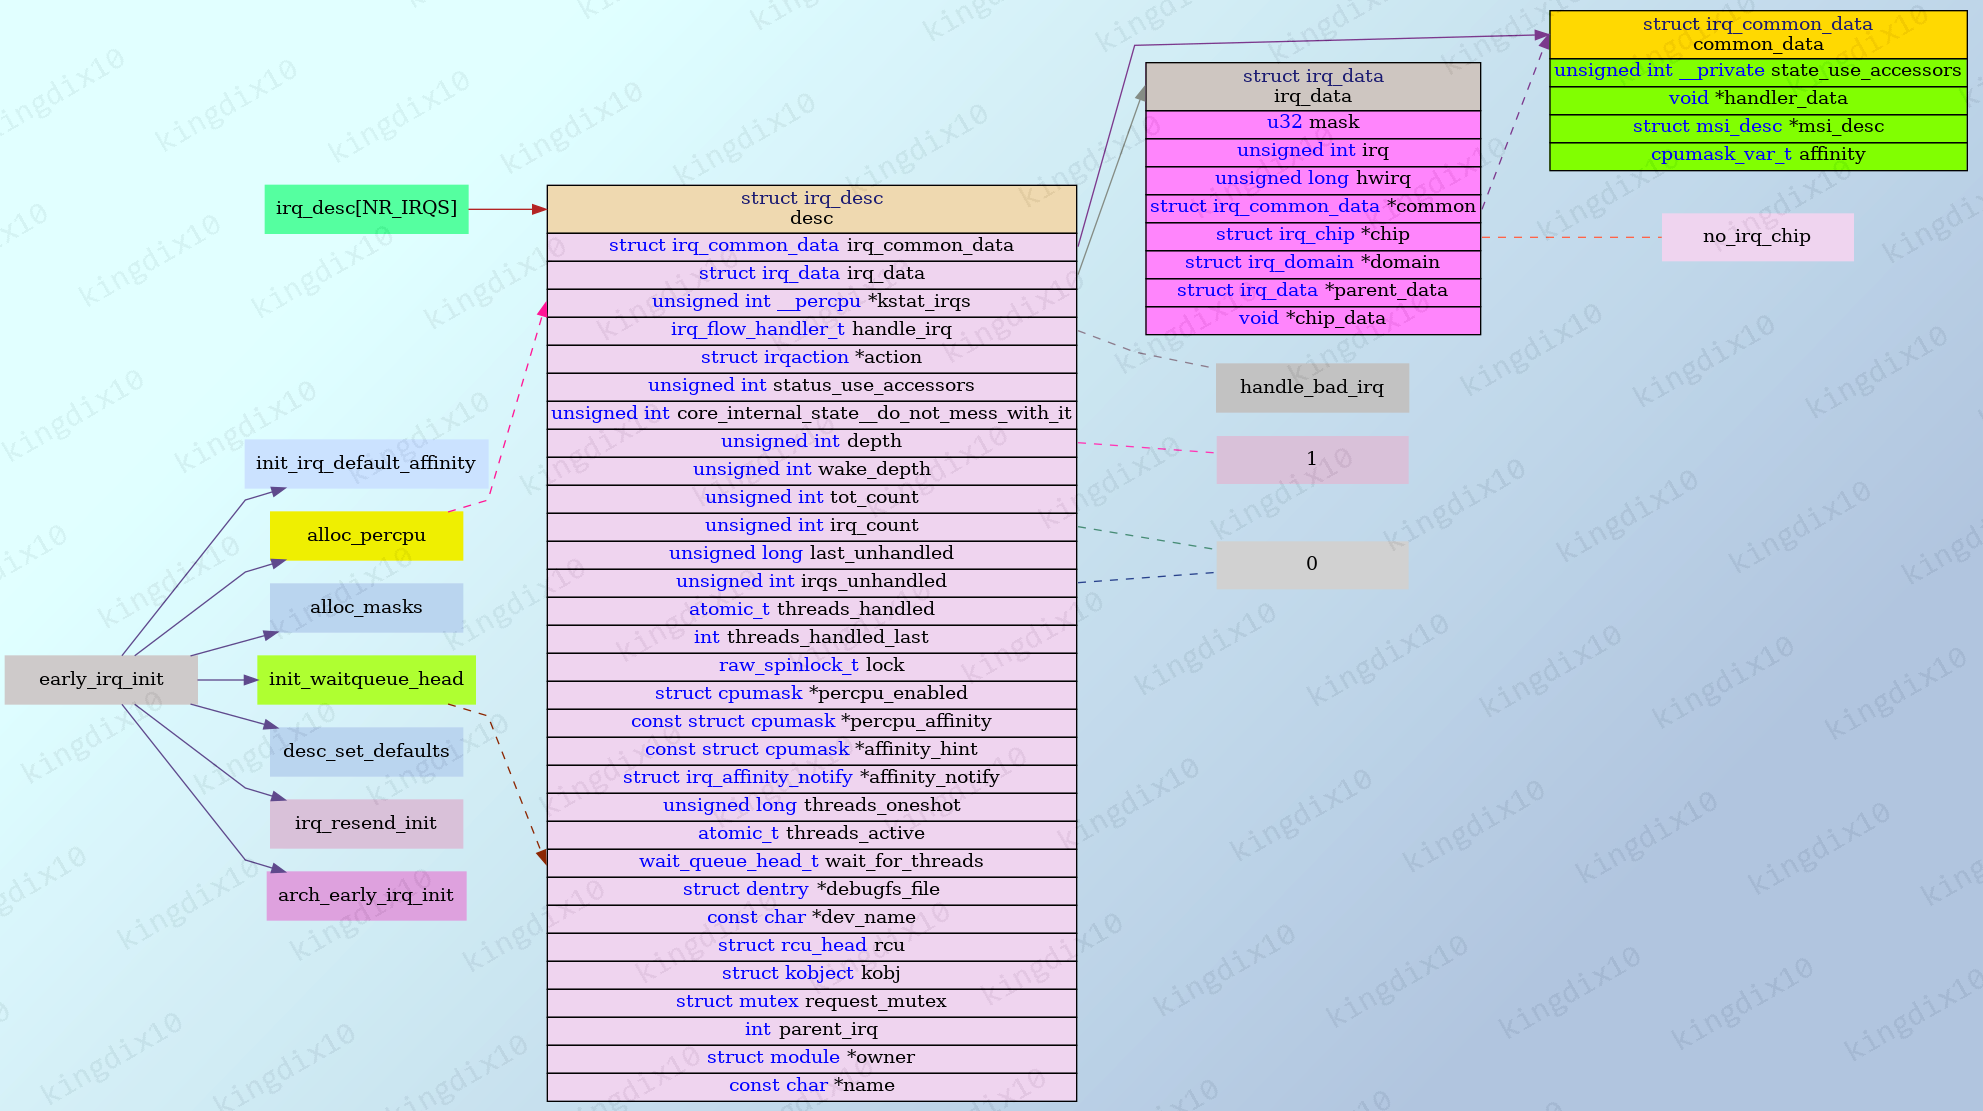 early_irq_init
init_irq_default_affinity
alloc_percpu
alloc_masks
init_waitqueue_head
desc_set_defaults
irq_resend_init
arch_early_irq_init
irq_desc[NR_IRQS]
struct irq_desc
desc
struct irq_common_data irq_common_data
struct irq_data irq_data
unsigned int __percpu *kstat_irqs
irq_flow_handler_t handle_irq
struct irqaction *action
unsigned int status_use_accessors
unsigned int core_internal_state__do_not_mess_with_it
unsigned int depth
unsigned int wake_depth
unsigned int tot_count
unsigned int irq_count
unsigned long last_unhandled
unsigned int irqs_unhandled
atomic_t threads_handled
int threads_handled_last
raw_spinlock_t lock
struct cpumask *percpu_enabled
const struct cpumask *percpu_affinity
const struct cpumask *affinity_hint
struct irq_affinity_notify *affinity_notify
unsigned long threads_oneshot
atomic_t threads_active
wait_queue_head_t wait_for_threads
struct dentry *debugfs_file
const char *dev_name
struct rcu_head rcu
struct kobject kobj
struct mutex request_mutex
int parent_irq
struct module *owner
const char *name
struct irq_data
irq_data
u32 mask
unsigned int irq
unsigned long hwirq
struct irq_common_data *common
struct irq_chip *chip
struct irq_domain *domain
struct irq_data *parent_data
void *chip_data
handle_bad_irq
1
0
struct irq_common_data
common_data
unsigned int __private state_use_accessors
void *handler_data
struct msi_desc *msi_desc
cpumask_var_t affinity
no_irq_chip
kingdix10